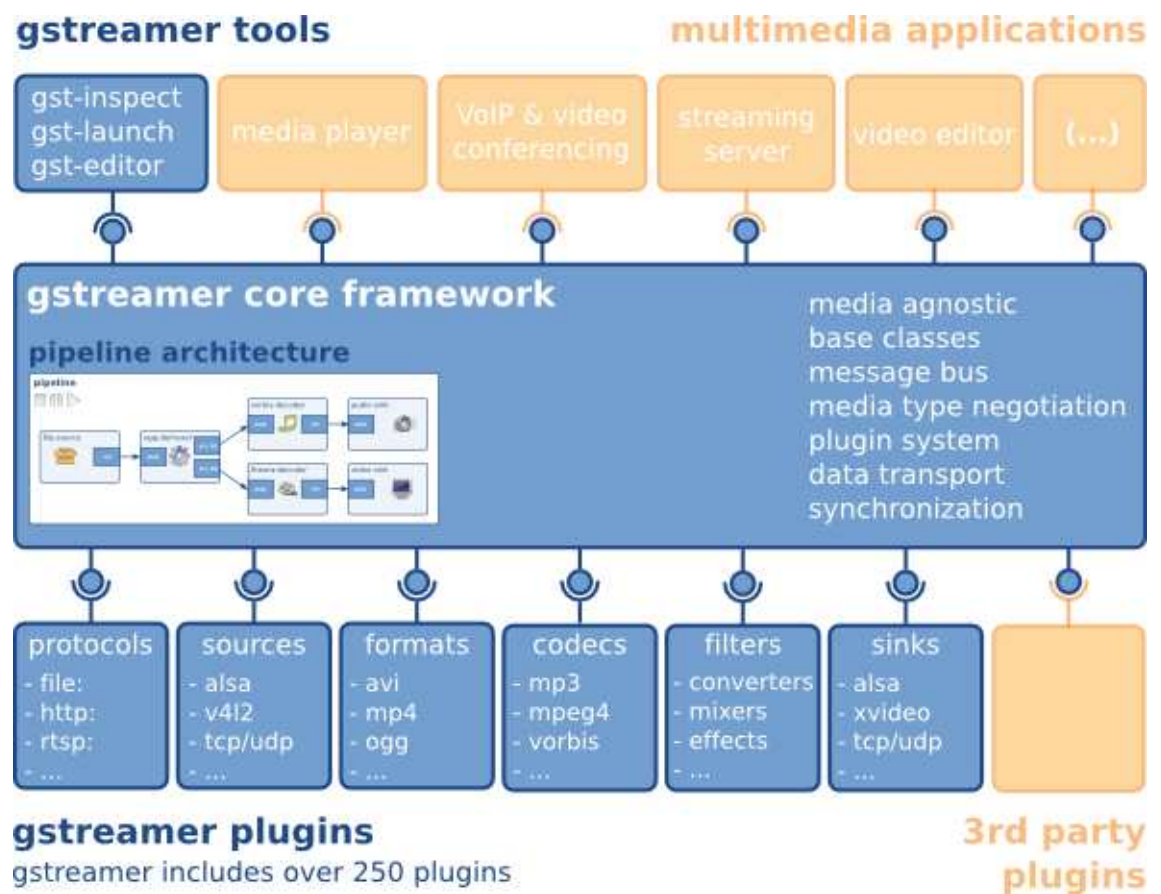 gstreamer tools
multimedia applications
gst-inspect
gst-launch
gst-editor
media player
VoIP & video
conferencing
streaming
server
video editor
(...)
gstreamer core framework
media agnostic
base classes
message bus
media type negotiation
plugin system
data transport
synchronization
pipeline architecture
pipeline
protocols
- file:
- http:
- rtsp:
- ...
sources
- alsa
- v4l2
- tcp/udp
- ...
formats
- avi
- mp4
- ogg
- ...
codecs
- mp3
- mpeg4
- vorbis
- ...
filters
- converters
- mixers
- effects
- ...
sinks
- alsa
- xvideo
- tcp/udp
- ...
gstreamer plugins
gstreamer includes over 250 plugins
3rd party
plugins